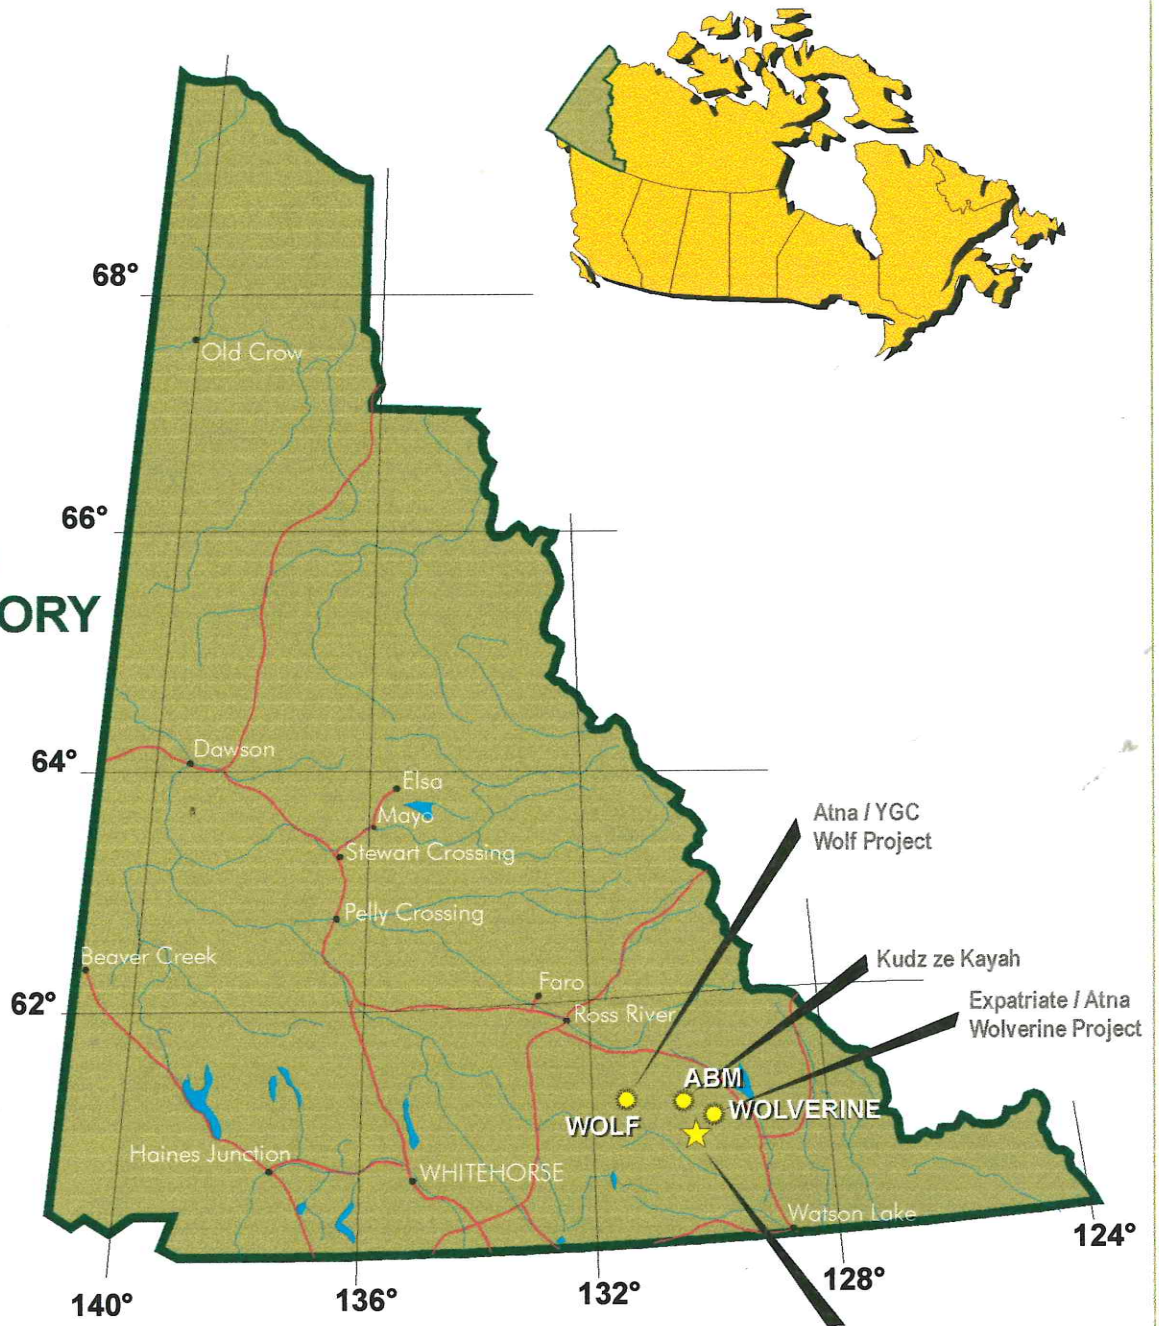 68°
Old Crow
66°
ORY
64°
Dawson
Elsa
Mayo
Stewart Crossing
Pelly Crossing
Beaver Creek
62°
Faro
Ross River
Atna / YGC
Wolf Project
Kudz ze Kayah
Expatriate / Atna
Wolverine Project
ABM
WOLF
WOLVERINE
Haines Junction
WHITEHORSE
Watson Lake
140°
136°
132°
128°
124°